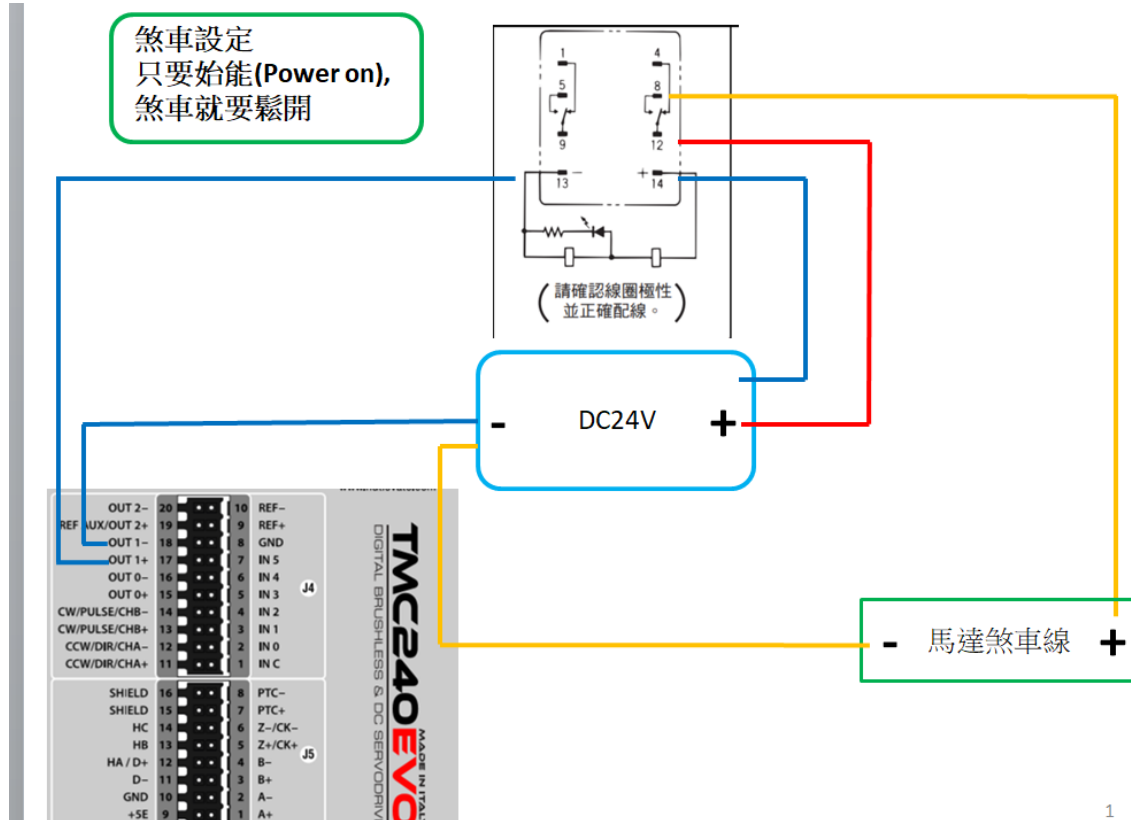 煞車設定
只要始能(Power on),
煞車就要鬆開
1
4
5
8
9
12
-
+
13
14
(請確認線圈極性
並正確配線。)
- DC24V +
- 馬達煞車線 +
OUT 2− 20 10 REF−
REF AUX/OUT 2+ 19 9 REF+
OUT 1− 18 8 GND
OUT 1+ 17 7 IN 5
OUT 0− 16 6 IN 4
OUT 0+ 15 5 IN 3
J4
CW/PULSE/CHB− 14 4 IN 2
CW/PULSE/CHB+ 13 3 IN 1
CCW/DIR/CHA− 12 2 IN 0
CCW/DIR/CHA+ 11 1 IN C
SHIELD 16 8 PTC−
SHIELD 15 7 PTC+
HC 14 6 Z−/CK−
HB 13 5 Z+/CK+
J5
HA / D+ 12 4 B−
D− 11 3 B+
GND 10 2 A−
+5E 9 1 A+
TMC240EVO
DIGITAL BRUSHLESS & DC SERVODRIV
MADE IN ITAL
1